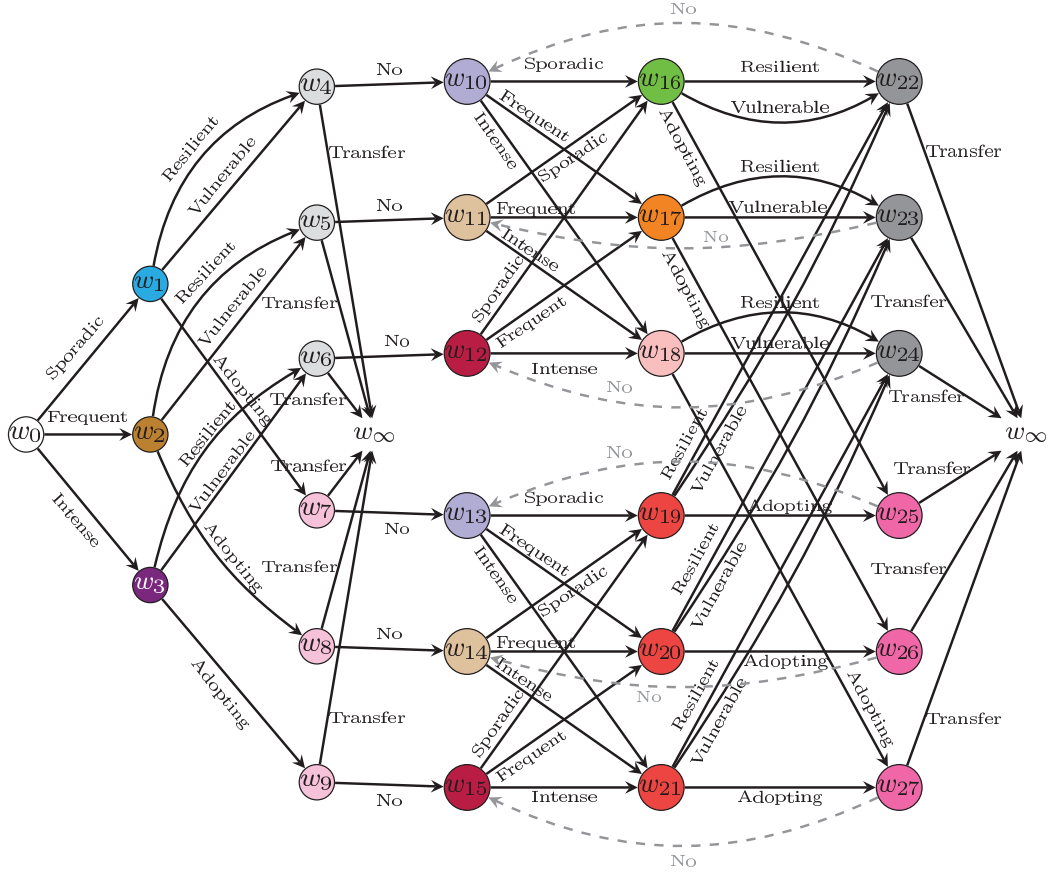 No
w10 Sporadic w16 Resilient w22
w4 No
Frequent Vulnerable
Resilient Intense Sporadic Adopting
Vulnerable Transfer Transfer
Resilient
w5 No w11 Frequent w17 Vulnerable w23
No
Resilient Intense
Vulnerable Adopting
w1 Transfer Sporadic Resilient Transfer
Frequent
w6 No w12 w18 Vulnerable w24
Sporadic Intense
Adopting No
Transfer Transfer
Resilient
w0 Frequent w2 w∞ w∞
Vulnerable Resilient Vulnerable
No
Transfer Transfer
Intense w7 No w13 Sporadic w19 Adopting w25
Adopting Frequent
Transfer Intense Sporadic Resilient Vulnerable Transfer
w3
w8 No w14 Frequent w20 Adopting w26
Intense
No
Adopting Sporadic Resilient Vulnerable Adopting
Transfer Transfer
Frequent
w9 No w15 Intense w21 Adopting w27
No